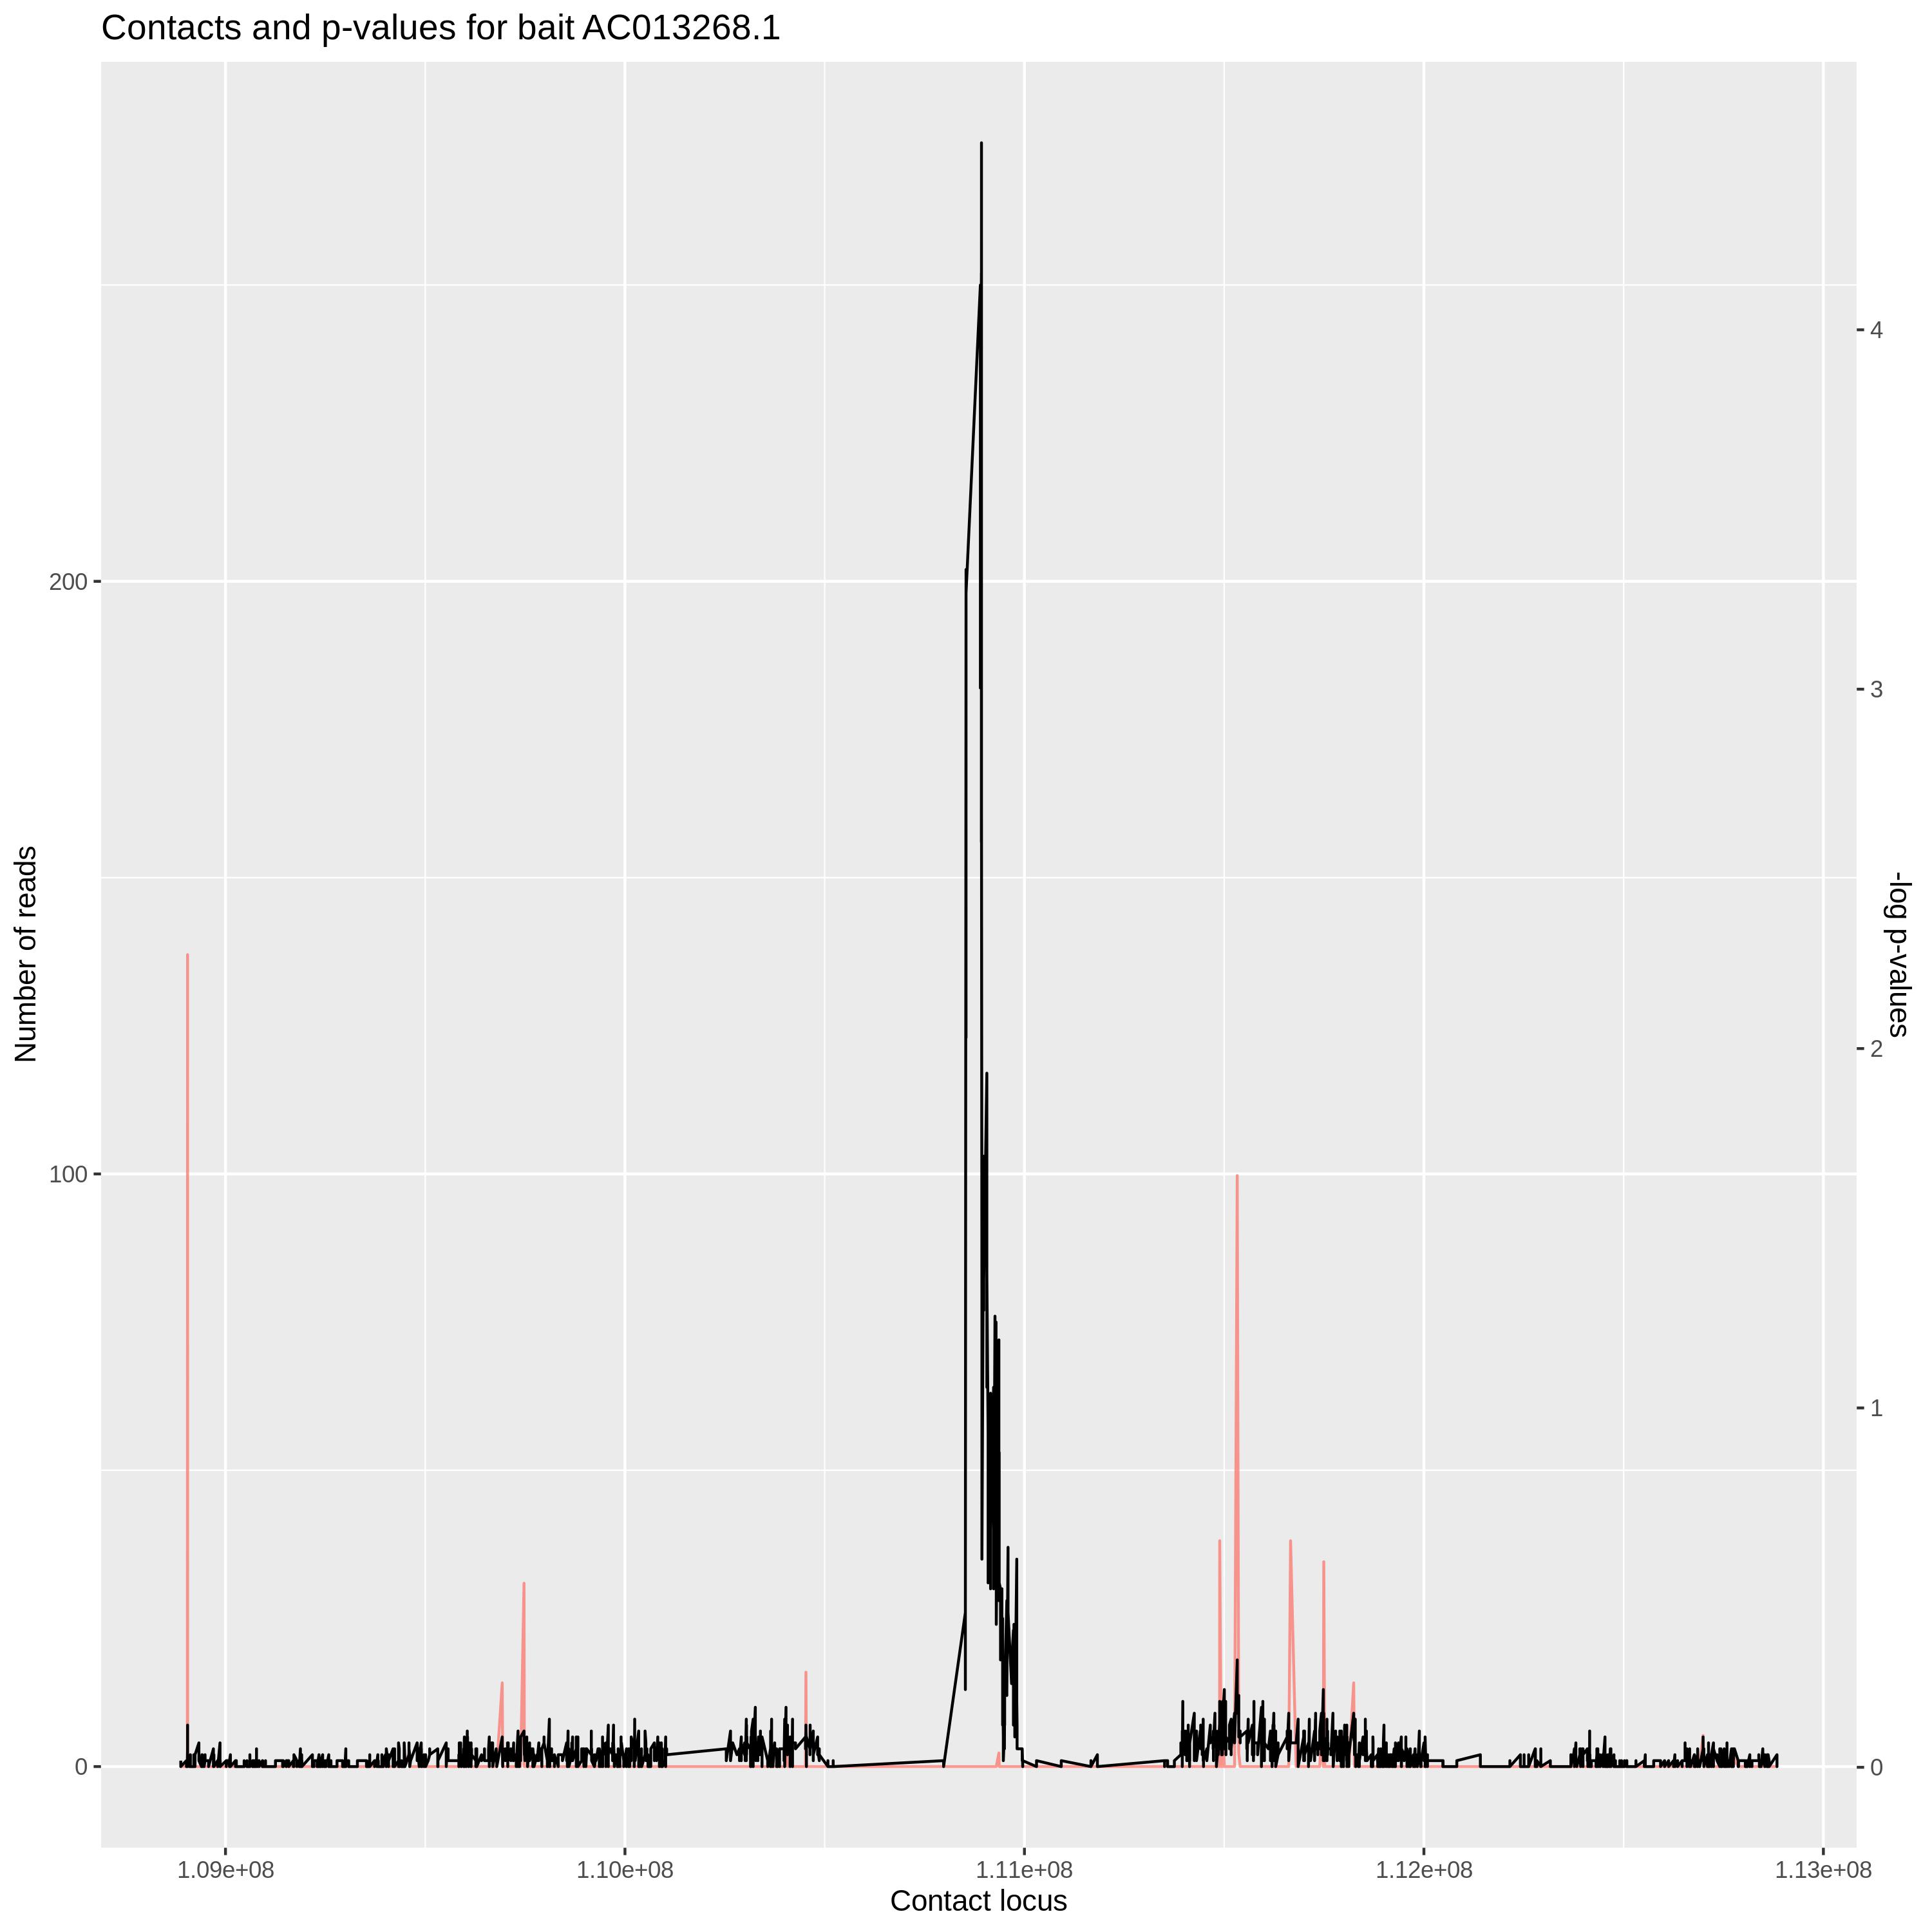 Contacts and p-values for bait AC013268.1
Number of reads
200
100
0
4
3
2
1
0
-log p-values
1.09e+08 1.10e+08 1.11e+08 1.12e+08 1.13e+08
Contact locus